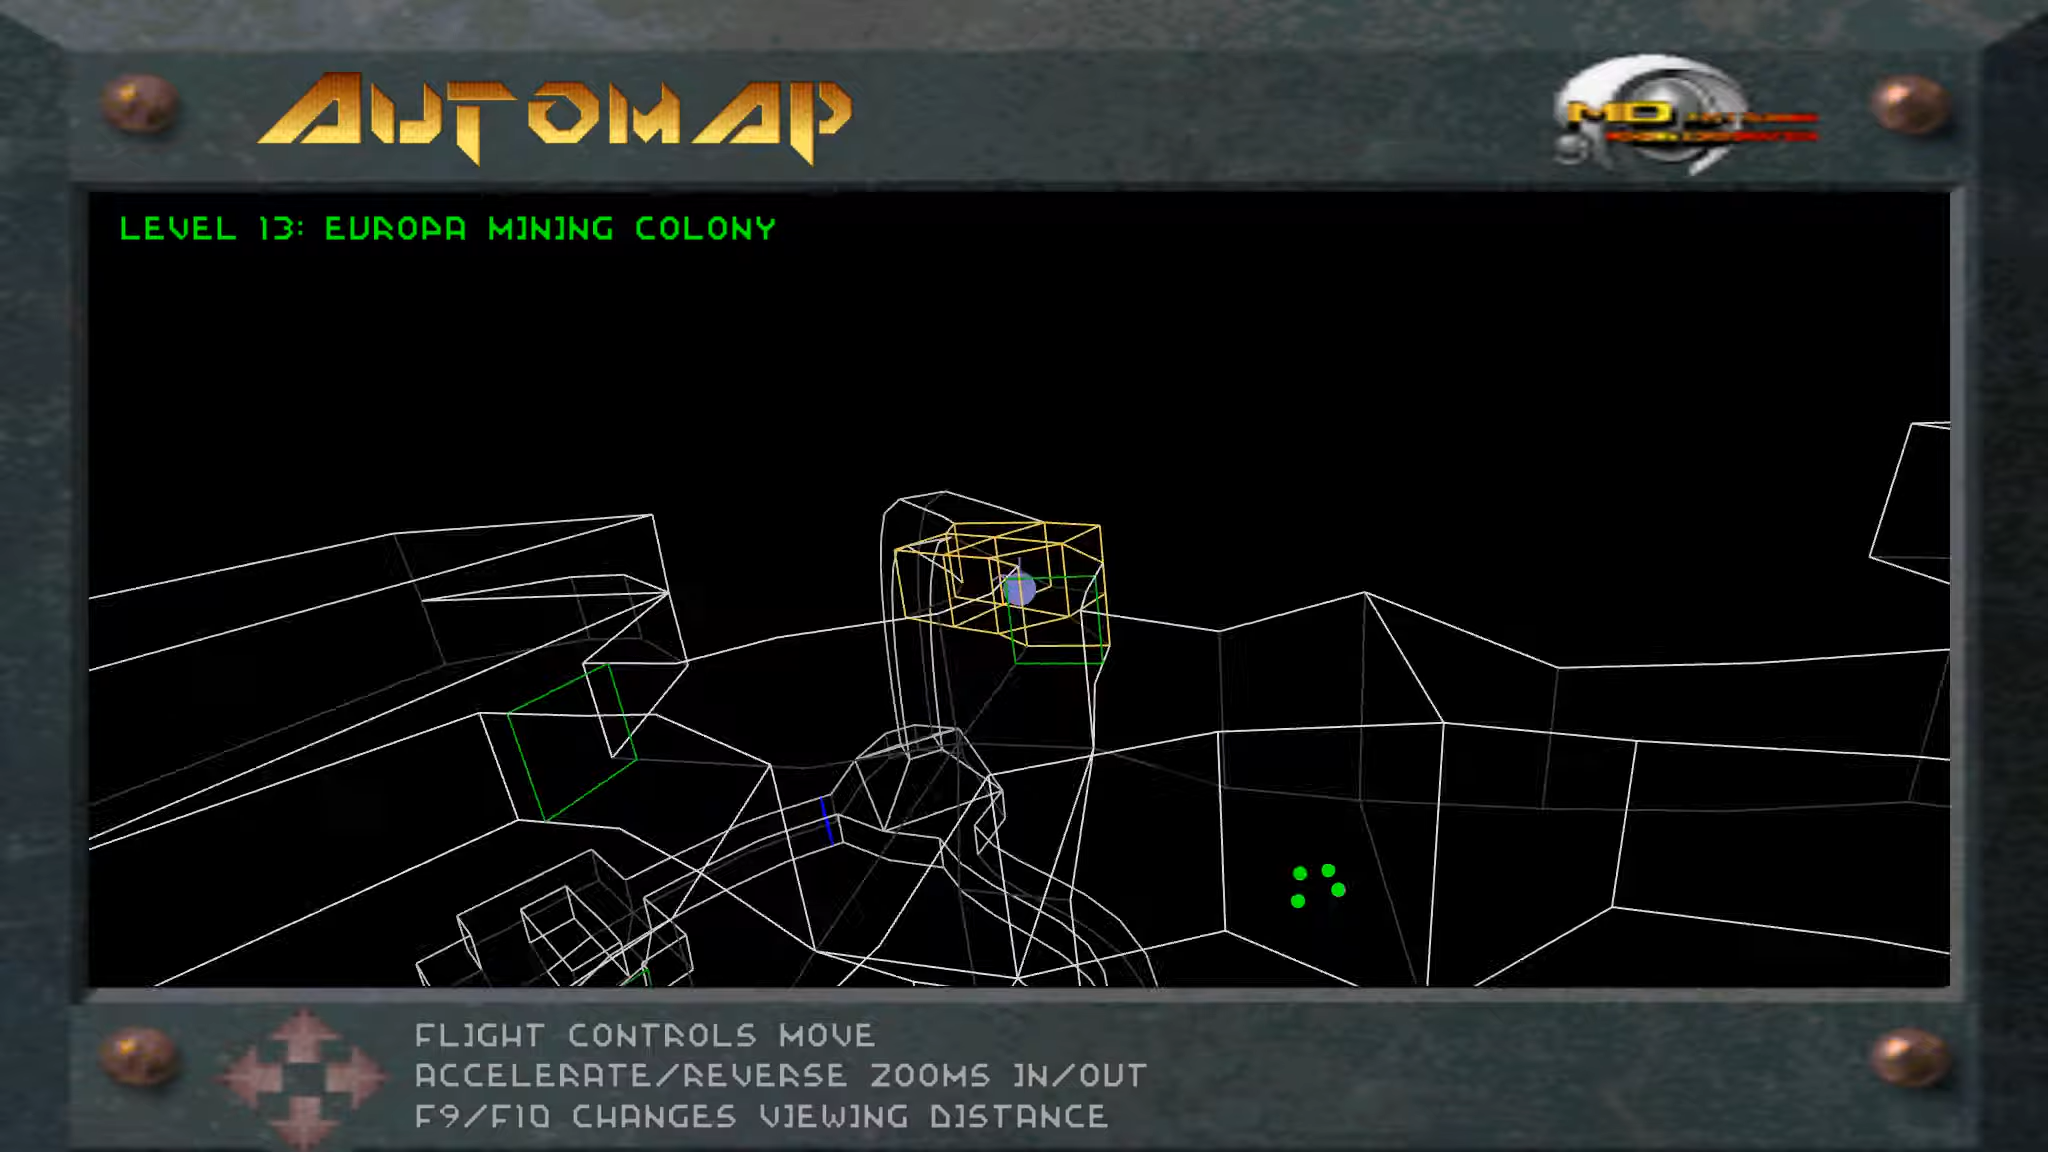 AUTOMAP
MD
LEVEL 13: EUROPA MINING COLONY
FLIGHT CONTROLS MOVE
ACCELERATE/REVERSE ZOOMS IN/OUT
F9/F10 CHANGES VIEWING DISTANCE